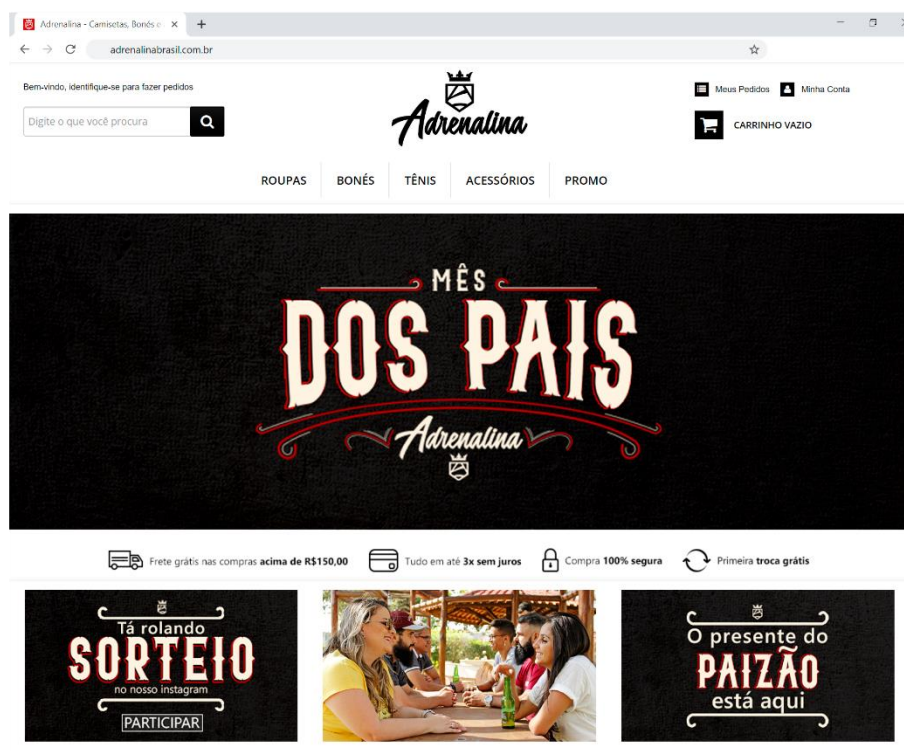 Adrenalina - Camisetas, Bonés e
adrenalinabrasil.com.br
Bem-vindo, identifique-se para fazer pedidos
Digite o que você procura
Adrenalina
Meus Pedidos
Minha Conta
CARRINHO VAZIO
ROUPAS BONÉS TÊNIS ACESSÓRIOS PROMO
MÊS
DOS PAIS
Adrenalina
Frete grátis nas compras acima de R$150,00
Tudo em até 3x sem juros
Compra 100% segura
Primeira troca grátis
Tá rolando
SORTEIO
no nosso instagram
PARTICIPAR
O presente do
PAIZÃO
está aqui